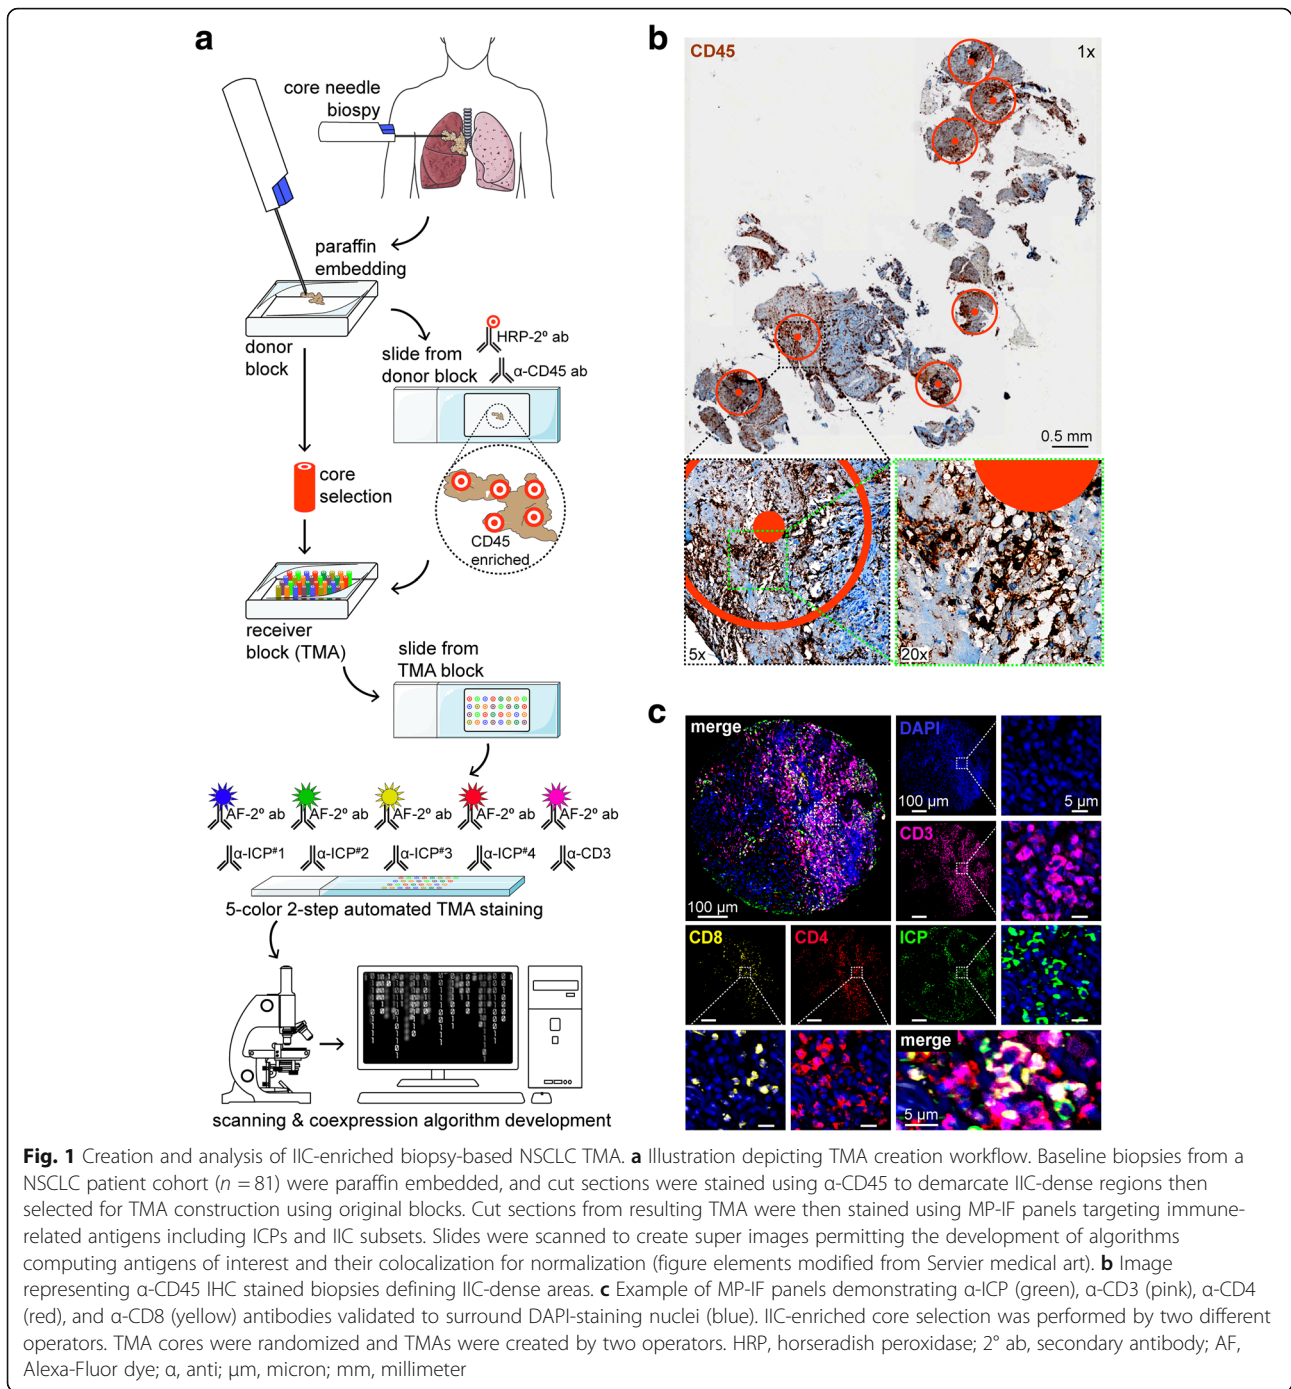 a
core needle
biospy
paraffin
embedding
donor
block
slide from
donor block
HRP-2º ab
α-CD45 ab
core
selection
CD45
enriched
receiver
block (TMA)
slide from
TMA block
AF-2º ab
AF-2º ab
AF-2º ab
AF-2º ab
AF-2º ab
α-ICP#1
α-ICP#2
α-ICP#3
α-ICP#4
α-CD3
5-color 2-step automated TMA staining
scanning & coexpression algorithm development
b
CD45
1x
0.5 mm
5x
20x
c
merge
100 µm
DAPI
100 µm
5 µm
CD3
CD8
CD4
ICP
merge
5 µm
Fig. 1 Creation and analysis of IIC-enriched biopsy-based NSCLC TMA. a Illustration depicting TMA creation workflow. Baseline biopsies from a
NSCLC patient cohort (n = 81) were paraffin embedded, and cut sections were stained using α-CD45 to demarcate IIC-dense regions then
selected for TMA construction using original blocks. Cut sections from resulting TMA were then stained using MP-IF panels targeting immune-
related antigens including ICPs and IIC subsets. Slides were scanned to create super images permitting the development of algorithms
computing antigens of interest and their colocalization for normalization (figure elements modified from Servier medical art). b Image
representing α-CD45 IHC stained biopsies defining IIC-dense areas. c Example of MP-IF panels demonstrating α-ICP (green), α-CD3 (pink), α-CD4
(red), and α-CD8 (yellow) antibodies validated to surround DAPI-staining nuclei (blue). IIC-enriched core selection was performed by two different
operators. TMA cores were randomized and TMAs were created by two operators. HRP, horseradish peroxidase; 2° ab, secondary antibody; AF,
Alexa-Fluor dye; α, anti; µm, micron; mm, millimeter